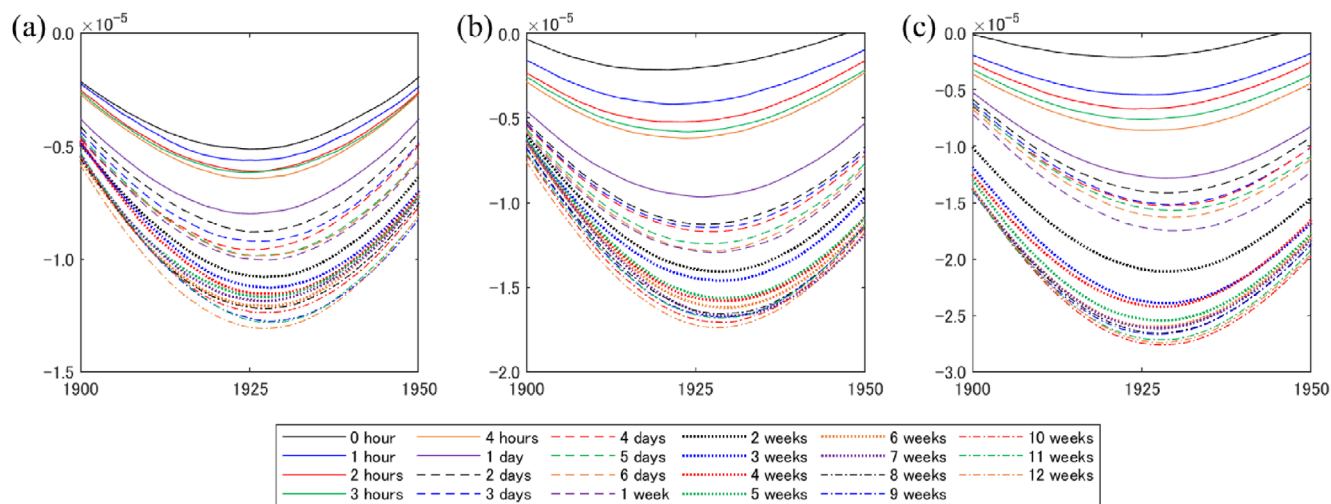 (a) (b) (c)
×10⁻⁵ ×10⁻⁵ ×10⁻⁵
0.0 0.0 0.0
−0.5 −0.5 −0.5
−1.0 −1.0 −1.0
−1.5 −1.5 −1.5
−2.0 −2.0
−2.5
−3.0
1900 1925 1950 1900 1925 1950 1900 1925 1950
0 hour 4 hours 4 days 2 weeks 6 weeks 10 weeks
1 hour 1 day 5 days 3 weeks 7 weeks 11 weeks
2 hours 2 days 6 days 4 weeks 8 weeks 12 weeks
3 hours 3 days 1 week 5 weeks 9 weeks